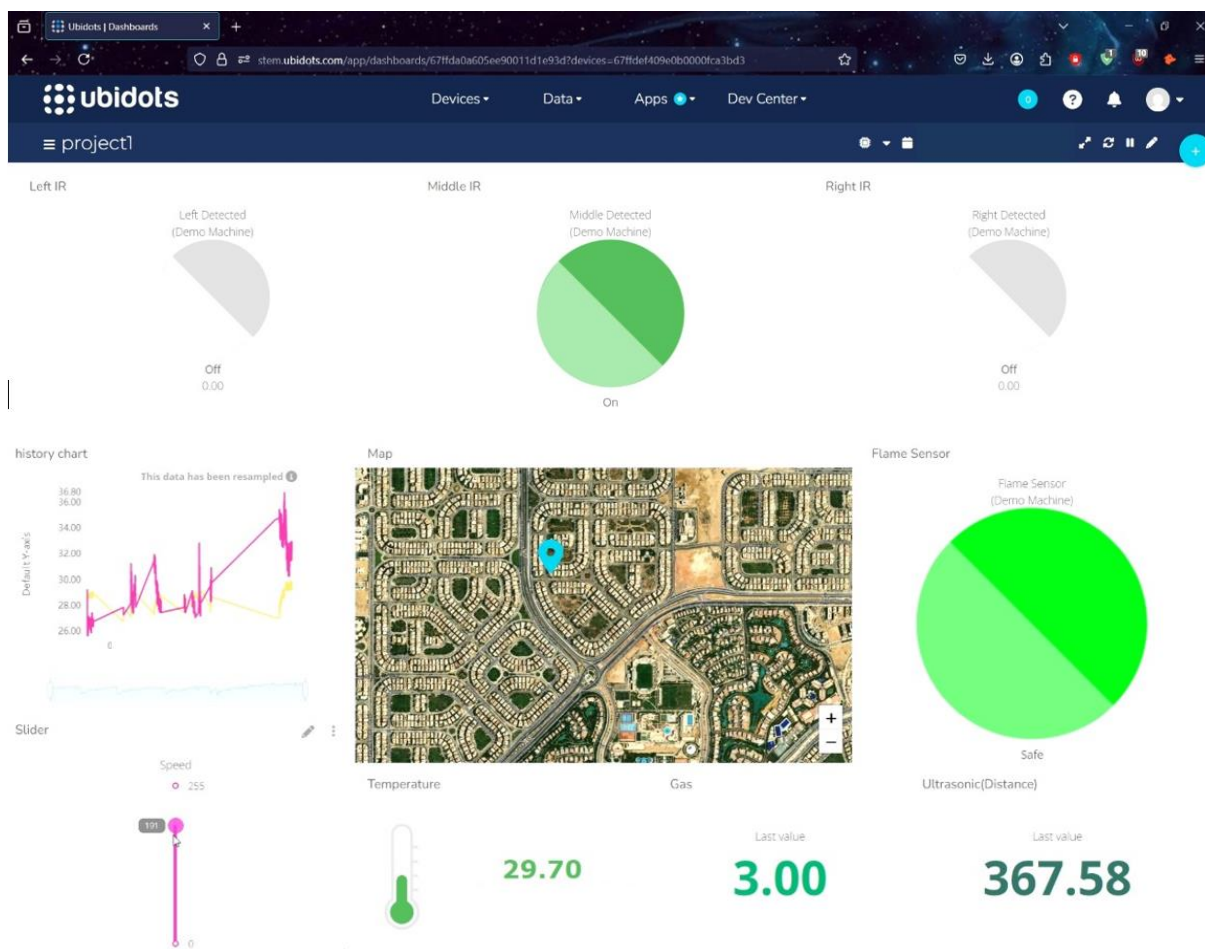 Ubidots | Dashboards
stem.ubidots.com/app/dashboards/67ffda0a605ee90011d1e93d?devices=67ffdef409e0b0000fca3bd3
ubidots
Devices
Data
Apps
Dev Center
0
?
project1
Left IR
Middle IR
Right IR
Left Detected
(Demo Machine)
Middle Detected
(Demo Machine)
Right Detected
(Demo Machine)
Off
0.00
On
Off
0.00
history chart
This data has been resampled
36.80
36.00
34.00
32.00
30.00
28.00
26.00
Default Y-axis
0
Map
+
−
Flame Sensor
Flame Sensor
(Demo Machine)
Safe
Slider
Speed
255
191
0
Temperature
29.70
Gas
Last value
3.00
Ultrasonic(Distance)
Last value
367.58